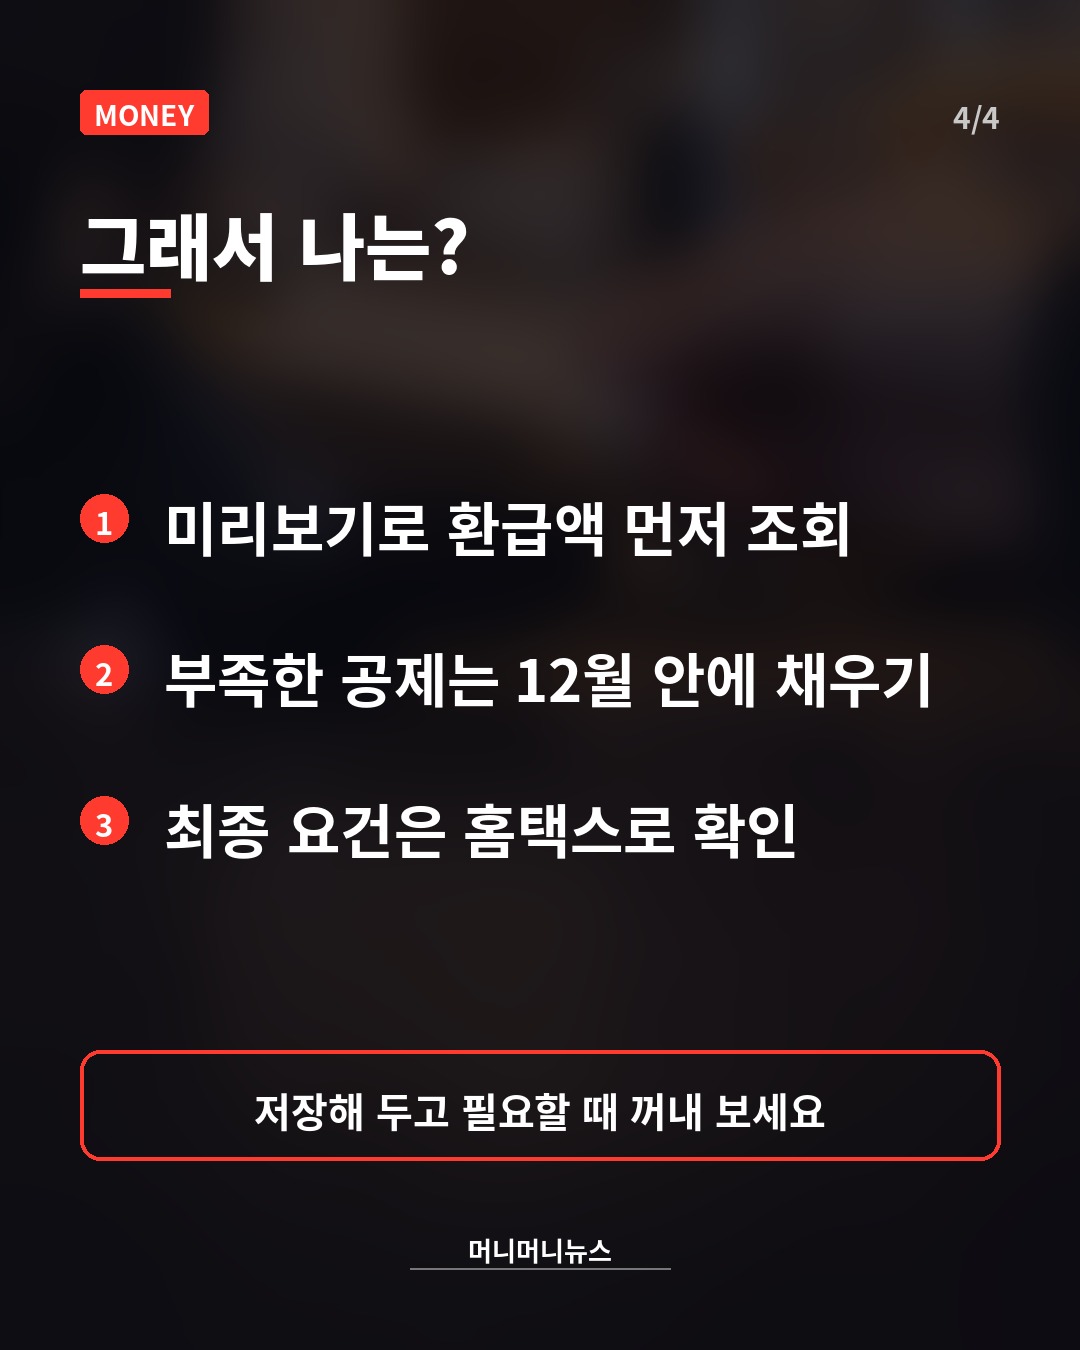 MONEY
4/4
그래서 나는?
1 미리보기로 환급액 먼저 조회
2 부족한 공제는 12월 안에 채우기
3 최종 요건은 홈택스로 확인
저장해 두고 필요할 때 꺼내 보세요
머니머니뉴스